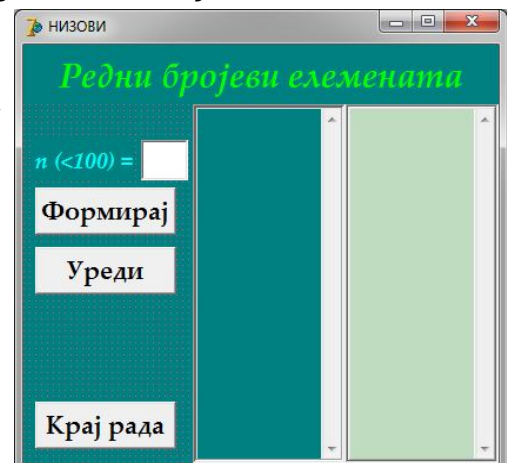 НИЗОВИ
Редни бројеви елемената
n (<100) =
Формирај
Уреди
Крај рада